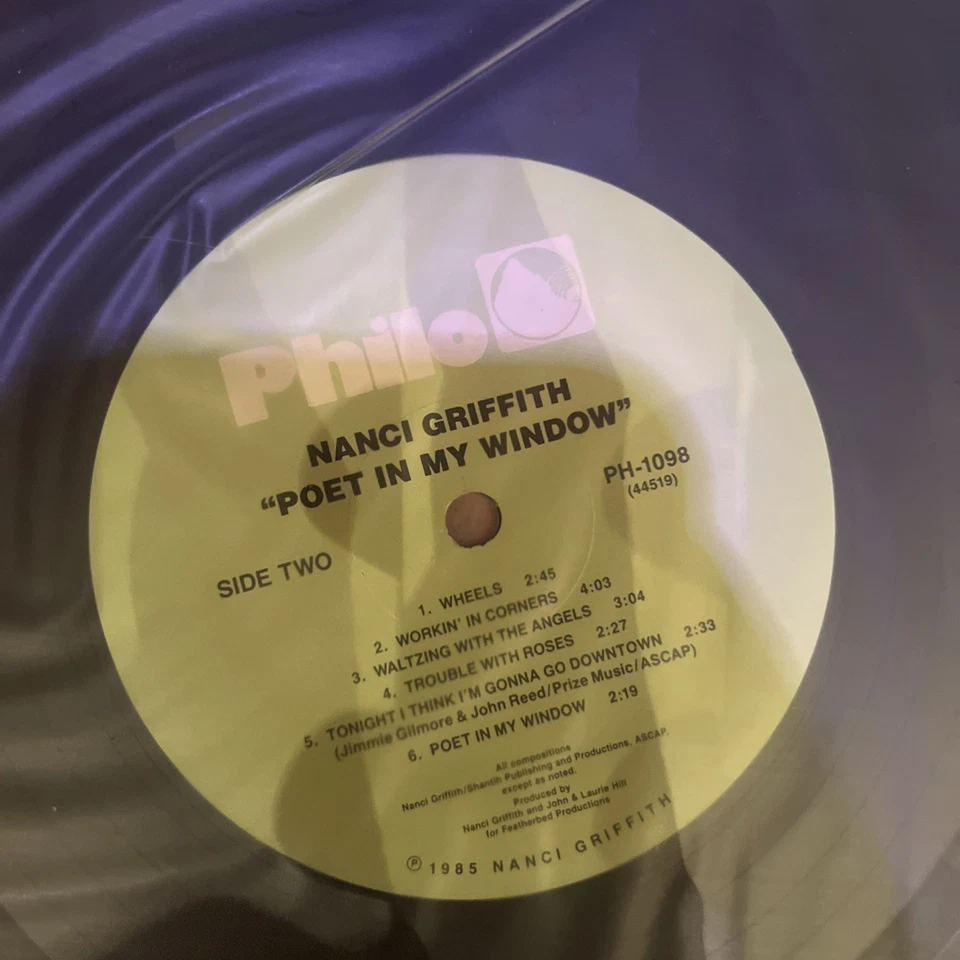 Philo
NANCI GRIFFITH
“POET IN MY WINDOW”
PH-1098
(44519)
SIDE TWO
1. WHEELS 2:45
2. WORKIN' IN CORNERS 4:03
3. WALTZING WITH THE ANGELS 3:04
4. TROUBLE WITH ROSES 2:27
5. TONIGHT I THINK I'M GONNA GO DOWNTOWN 2:33
(Jimmie Gilmore & John Reed/Prize Music/ASCAP)
6. POET IN MY WINDOW 2:19
All compositions
Nanci Griffith/Shantih Publishing and Productions, ASCAP,
except as noted.
Produced by
Nanci Griffith and John & Laurie Hill
for Featherbed Productions
℗ 1985 NANCI GRIFFITH